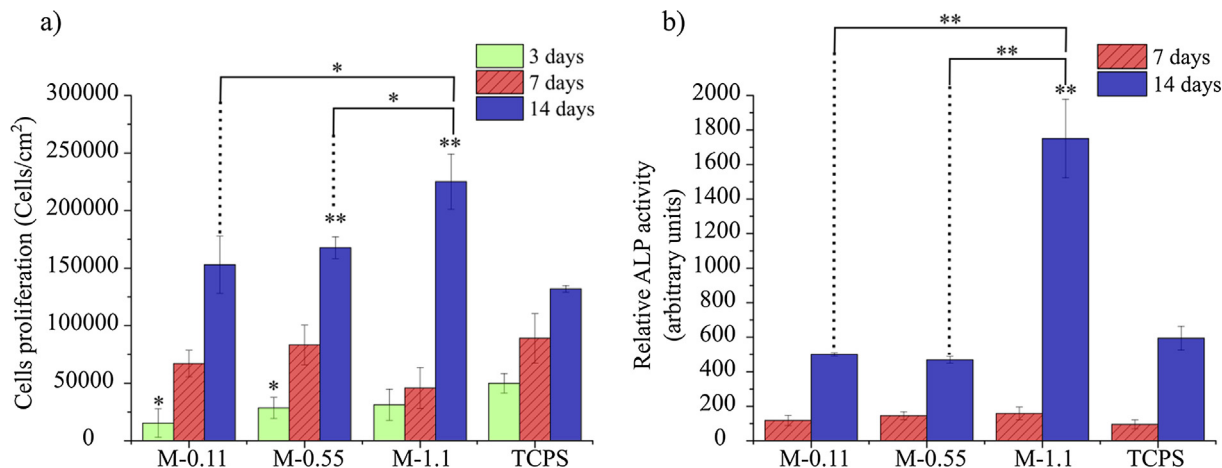 a)
3 days
7 days
14 days
*
*
**
**
*
*
300000
250000
200000
150000
100000
50000
0
Cells proliferation (Cells/cm²)
M-0.11 M-0.55 M-1.1 TCPS
b)
7 days
14 days
**
**
**
2000
1800
1600
1400
1200
1000
800
600
400
200
0
Relative ALP activity
(arbitrary units)
M-0.11 M-0.55 M-1.1 TCPS